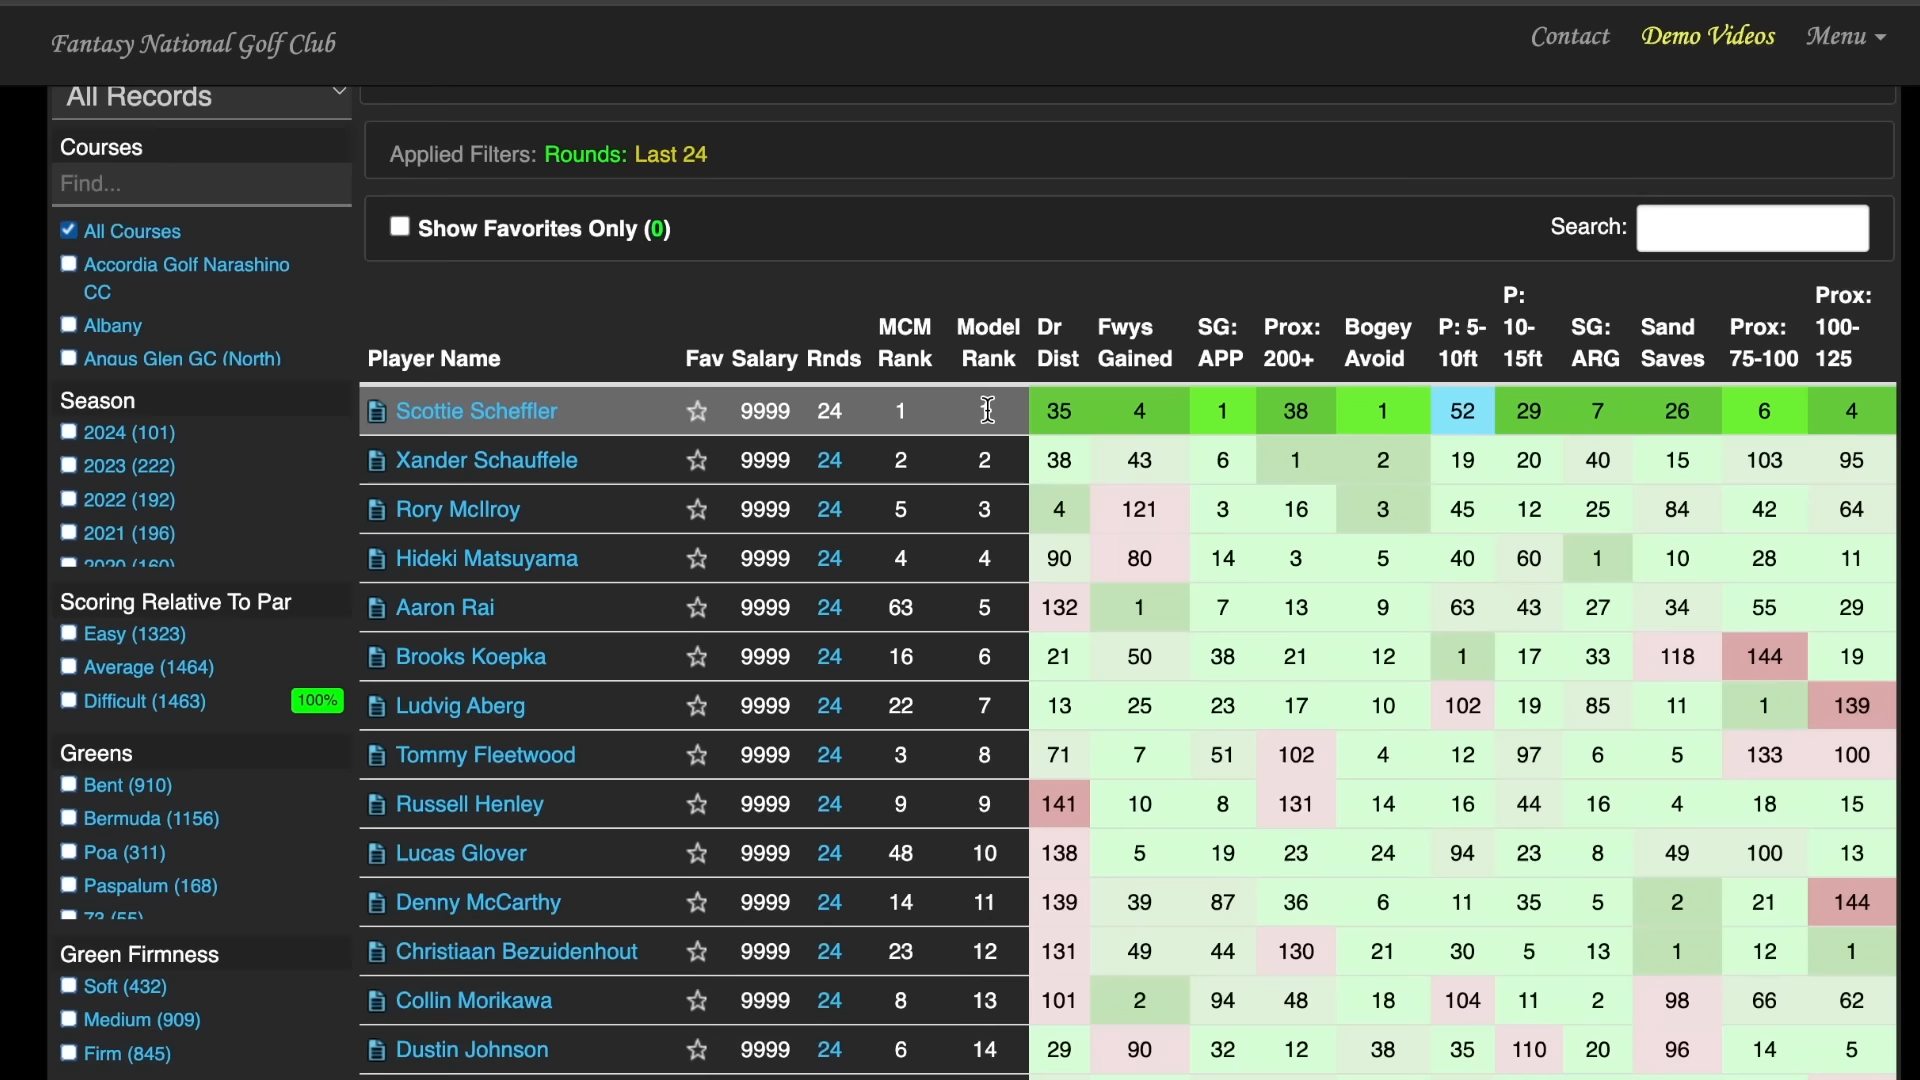 Fantasy National Golf Club
Contact Demo Videos Menu
All Records
Courses
Find...
All Courses
Accordia Golf Narashino
CC
Albany
Angus Glen GC (North)
Season
2024 (101)
2023 (222)
2022 (192)
2021 (196)
2020 (160)
Scoring Relative To Par
Easy (1323)
Average (1464)
Difficult (1463) 100%
Greens
Bent (910)
Bermuda (1156)
Poa (311)
Paspalum (168)
?? (55)
Green Firmness
Soft (432)
Medium (909)
Firm (845)
Applied Filters: Rounds: Last 24
Show Favorites Only (0)
Search:
Player Name Fav Salary Rnds MCM Rank Model Rank Dr Dist Fwys Gained SG: APP Prox: 200+ Bogey Avoid P: 5-10ft P: 10-15ft SG: ARG Sand Saves Prox: 75-100 Prox: 100-125
Scottie Scheffler 9999 24 1 1 35 4 1 38 1 52 29 7 26 6 4
Xander Schauffele 9999 24 2 2 38 43 6 1 2 19 20 40 15 103 95
Rory McIlroy 9999 24 5 3 4 121 3 16 3 45 12 25 84 42 64
Hideki Matsuyama 9999 24 4 4 90 80 14 3 5 40 60 1 10 28 11
Aaron Rai 9999 24 63 5 132 1 7 13 9 63 43 27 34 55 29
Brooks Koepka 9999 24 16 6 21 50 38 21 12 1 17 33 118 144 19
Ludvig Aberg 9999 24 22 7 13 25 23 17 10 102 19 85 11 1 139
Tommy Fleetwood 9999 24 3 8 71 7 51 102 4 12 97 6 5 133 100
Russell Henley 9999 24 9 9 141 10 8 131 14 16 44 16 4 18 15
Lucas Glover 9999 24 48 10 138 5 19 23 24 94 23 8 49 100 13
Denny McCarthy 9999 24 14 11 139 39 87 36 6 11 35 5 2 21 144
Christiaan Bezuidenhout 9999 24 23 12 131 49 44 130 21 30 5 13 1 12 1
Collin Morikawa 9999 24 8 13 101 2 94 48 18 104 11 2 98 66 62
Dustin Johnson 9999 24 6 14 29 90 32 12 38 35 110 20 96 14 5